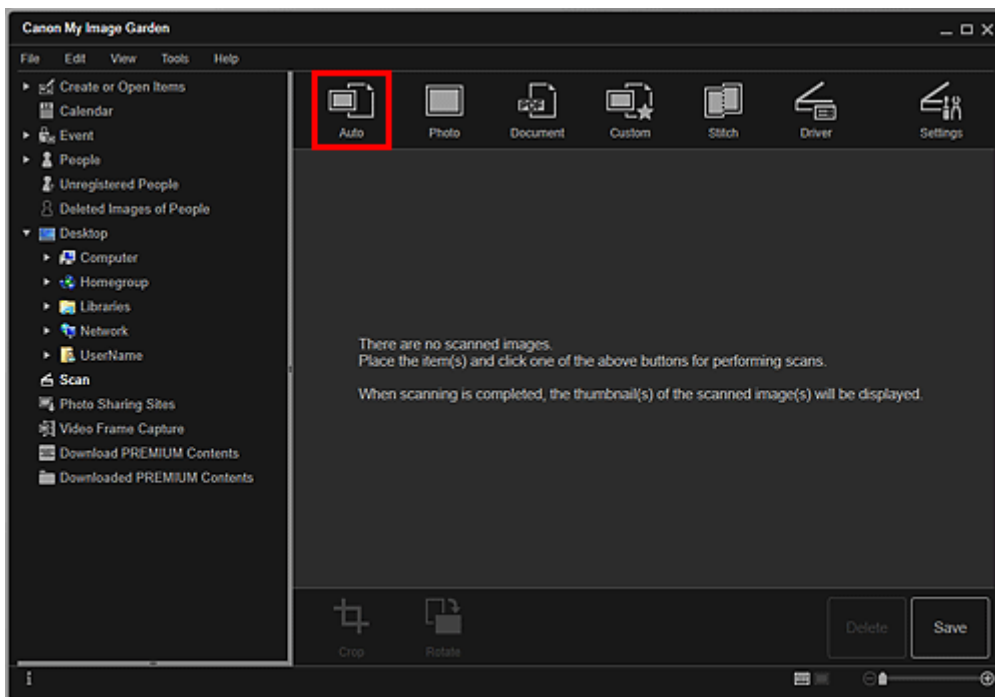 Canon My Image Garden
File Edit View Tools Help
Create or Open Items
Calendar
Event
People
Unregistered People
Deleted Images of People
Desktop
Computer
Homegroup
Libraries
Network
UserName
Scan
Photo Sharing Sites
Video Frame Capture
Download PREMIUM Contents
Downloaded PREMIUM Contents
Auto Photo Document Custom Stitch Driver Settings
There are no scanned images.
Place the item(s) and click one of the above buttons for performing scans.
When scanning is completed, the thumbnail(s) of the scanned image(s) will be displayed.
Crop Rotate Delete Save